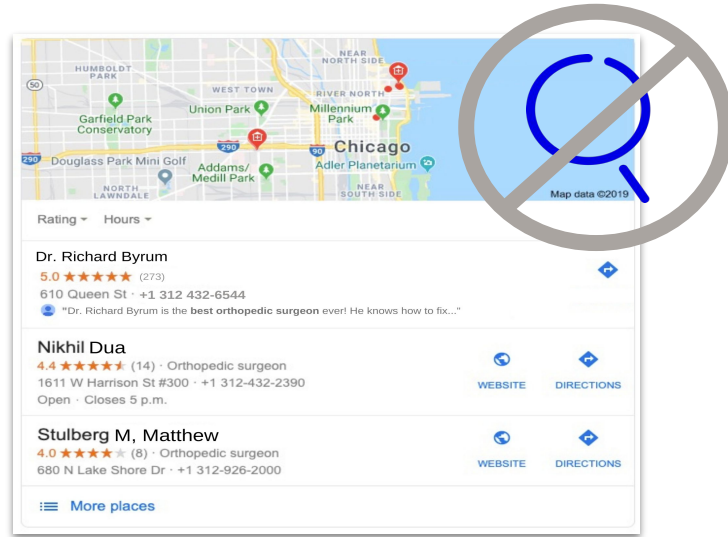 HUMBOLDT
PARK
50
NEAR
NORTH SIDE
WEST TOWN
RIVER NORTH
Garfield Park
Conservatory
Union Park
Millennium
Park
290
290
90
Chicago
Douglass Park Mini Golf
Addams/
Medill Park
Adler Planetarium
NORTH
LAWNDALE
NEAR
SOUTH SIDE
Map data ©2019
Rating Hours
Dr. Richard Byrum
5.0 (273)
610 Queen St · +1 312 432-6544
"Dr. Richard Byrum is the best orthopedic surgeon ever! He knows how to fix..."
Nikhil Dua
4.4 (14) · Orthopedic surgeon
1611 W Harrison St #300 · +1 312-432-2390
Open · Closes 5 p.m.
WEBSITE DIRECTIONS
Stulberg M, Matthew
4.0 (8) · Orthopedic surgeon
680 N Lake Shore Dr · +1 312-926-2000
WEBSITE DIRECTIONS
More places